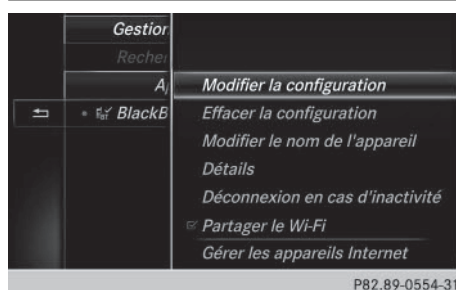 Gestion
Recher
A
BlackB
Modifier la configuration
Effacer la configuration
Modifier le nom de l'appareil
Détails
Déconnexion en cas d'inactivité
Partager le Wi-Fi
Gérer les appareils Internet
P82.89-0554-31